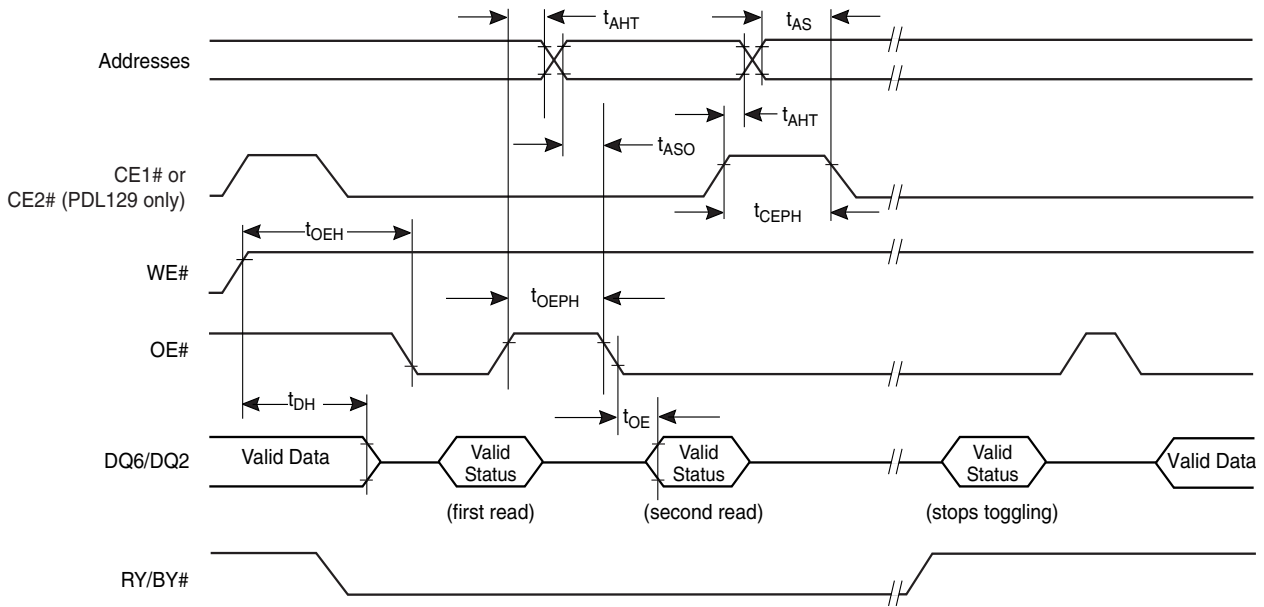 tAHT
tAS
Addresses
tAHT
tASO
CE1# or
CE2# (PDL129 only)
tCEPH
tOEH
WE#
tOEPH
OE#
tDH
tOE
DQ6/DQ2
Valid Data
Valid
Status
Valid
Status
Valid
Status
Valid Data
(first read)
(second read)
(stops toggling)
RY/BY#